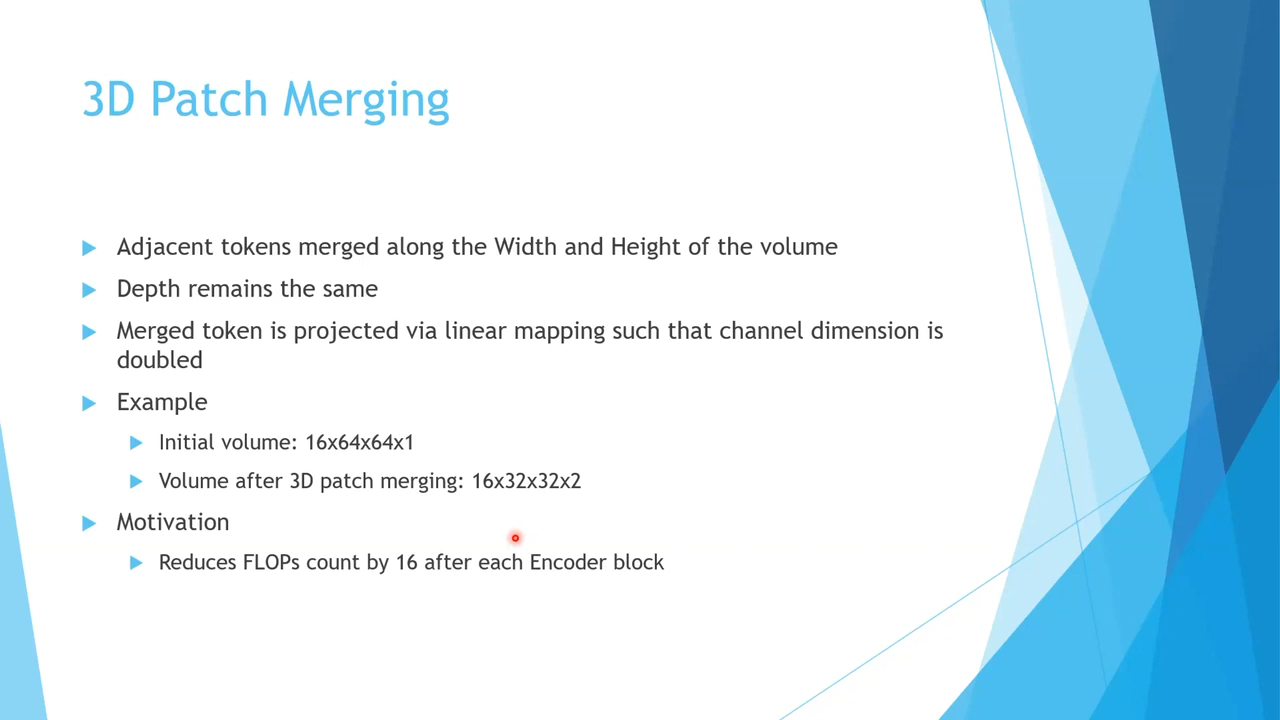 3D Patch Merging
Adjacent tokens merged along the Width and Height of the volume
Depth remains the same
Merged token is projected via linear mapping such that channel dimension is
doubled
Example
Initial volume: 16x64x64x1
Volume after 3D patch merging: 16x32x32x2
Motivation
Reduces FLOPs count by 16 after each Encoder block